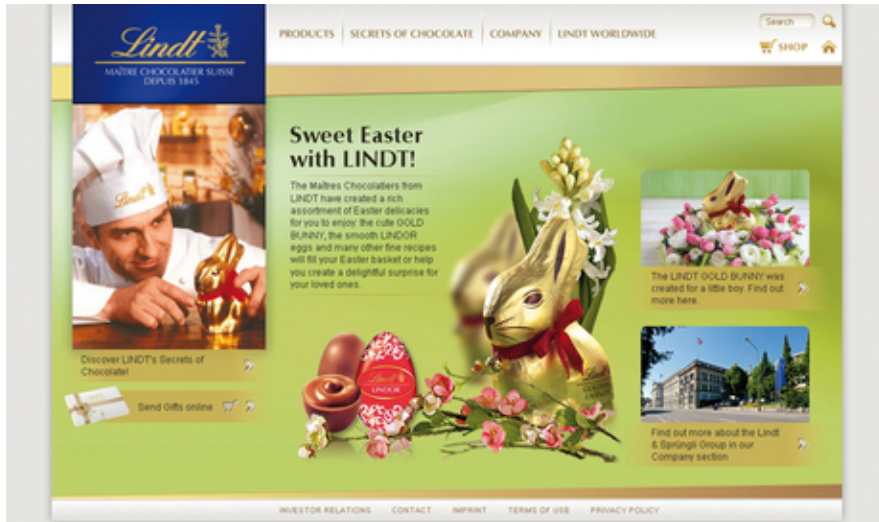 Lindt
MAÎTRE CHOCOLATIER SUISSE
DEPUIS 1845
PRODUCTS
SECRETS OF CHOCOLATE
COMPANY
LINDT WORLDWIDE
Search
SHOP
Lindt
Discover LINDT's Secrets of
Chocolate!
Send Gifts online
Sweet Easter
with LINDT!
The Maîtres Chocolatiers from
LINDT have created a rich
assortment of Easter delicacies
for you to enjoy: the cute GOLD
BUNNY, the smooth LINDOR
eggs and many other fine recipes
will fill your Easter basket or help
you create a delightful surprise for
your loved ones.
Lindt
LINDOR
The LINDT GOLD BUNNY was
created for a little boy. Find out
more here.
Find out more about the Lindt
& Sprüngli Group in our
Company section
INVESTOR RELATIONS
CONTACT
IMPRINT
TERMS OF USE
PRIVACY POLICY